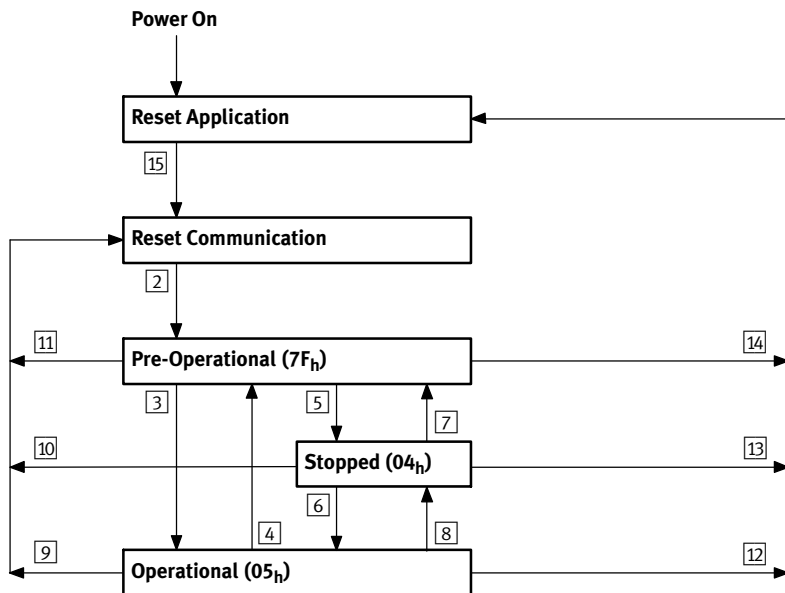 Power On
Reset Application
15
Reset Communication
2
11
Pre-Operational (7Fh)
14
3
5
7
10
Stopped (04h)
13
6
4
8
9
Operational (05h)
12